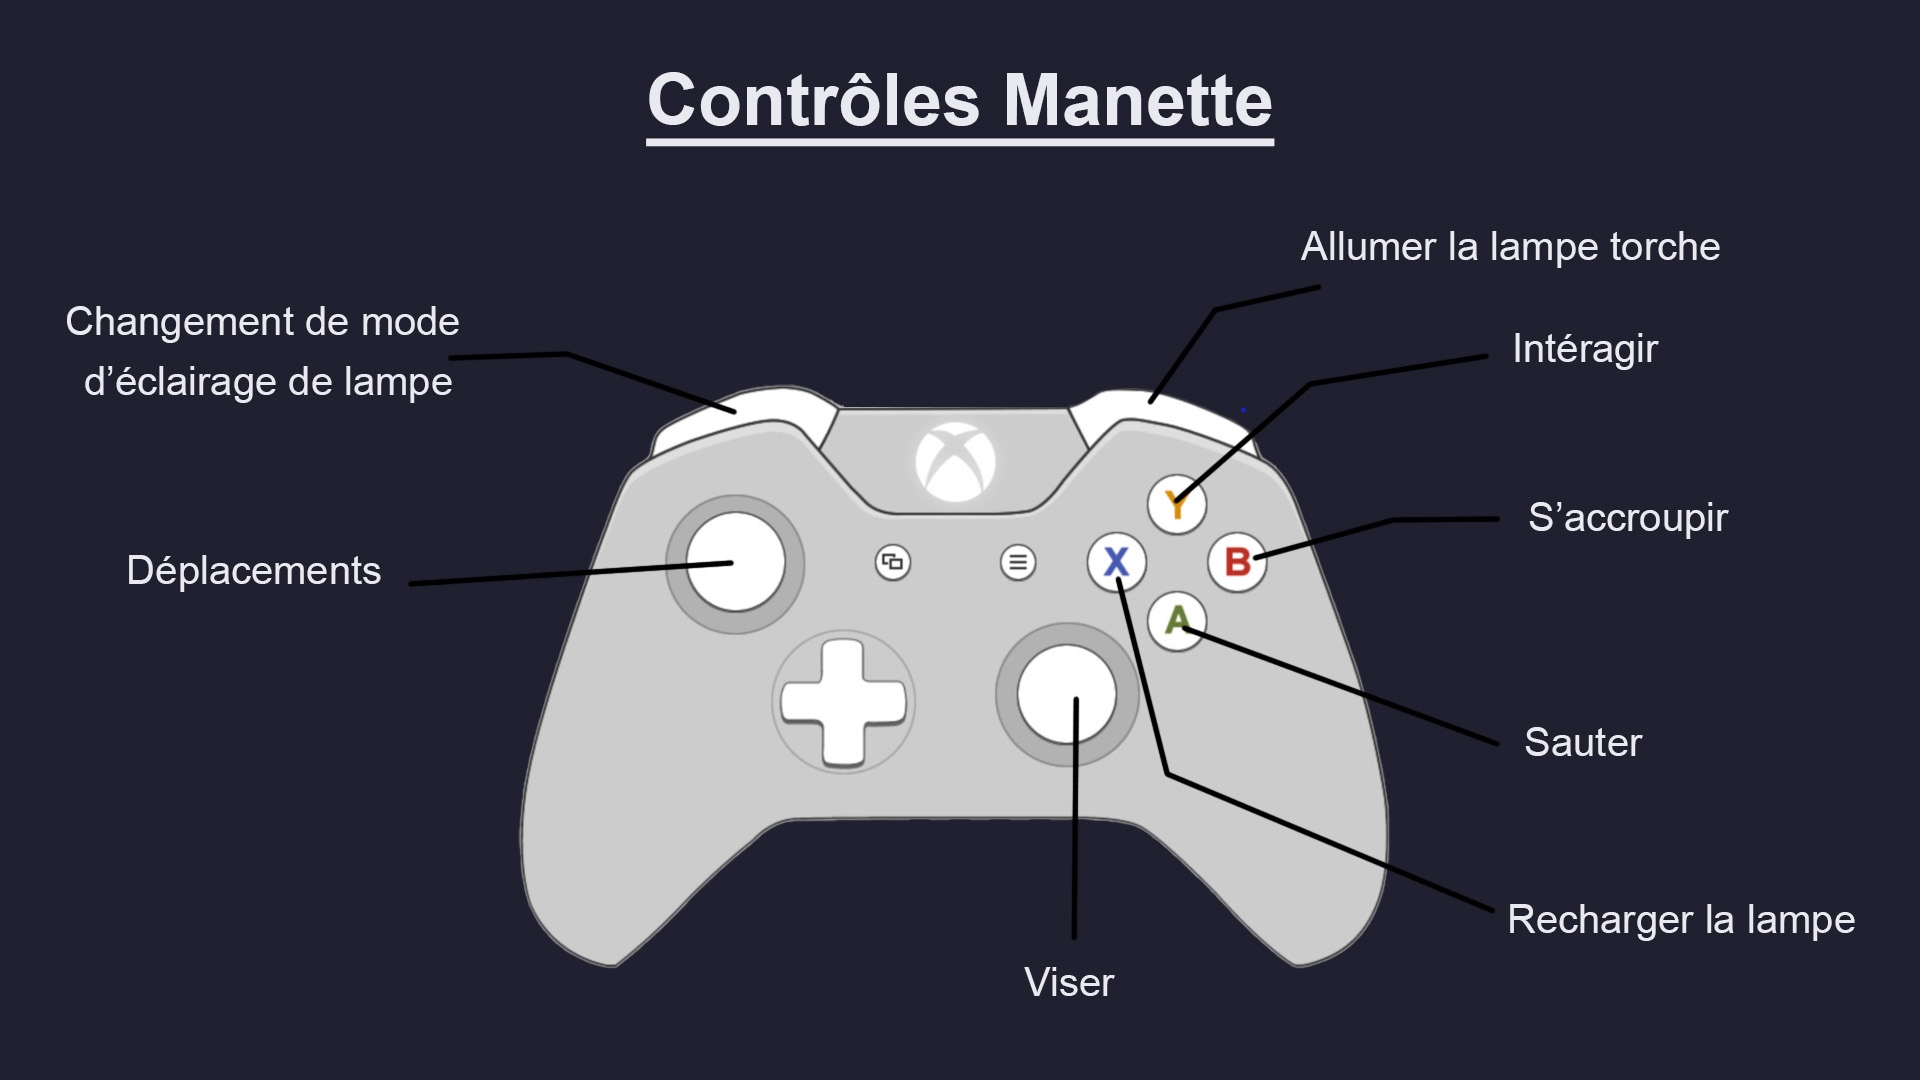 Contrôles Manette
Allumer la lampe torche
Changement de mode
d’éclairage de lampe
Intéragir
Y
S’accroupir
X
B
Déplacements
A
Sauter
Recharger la lampe
Viser